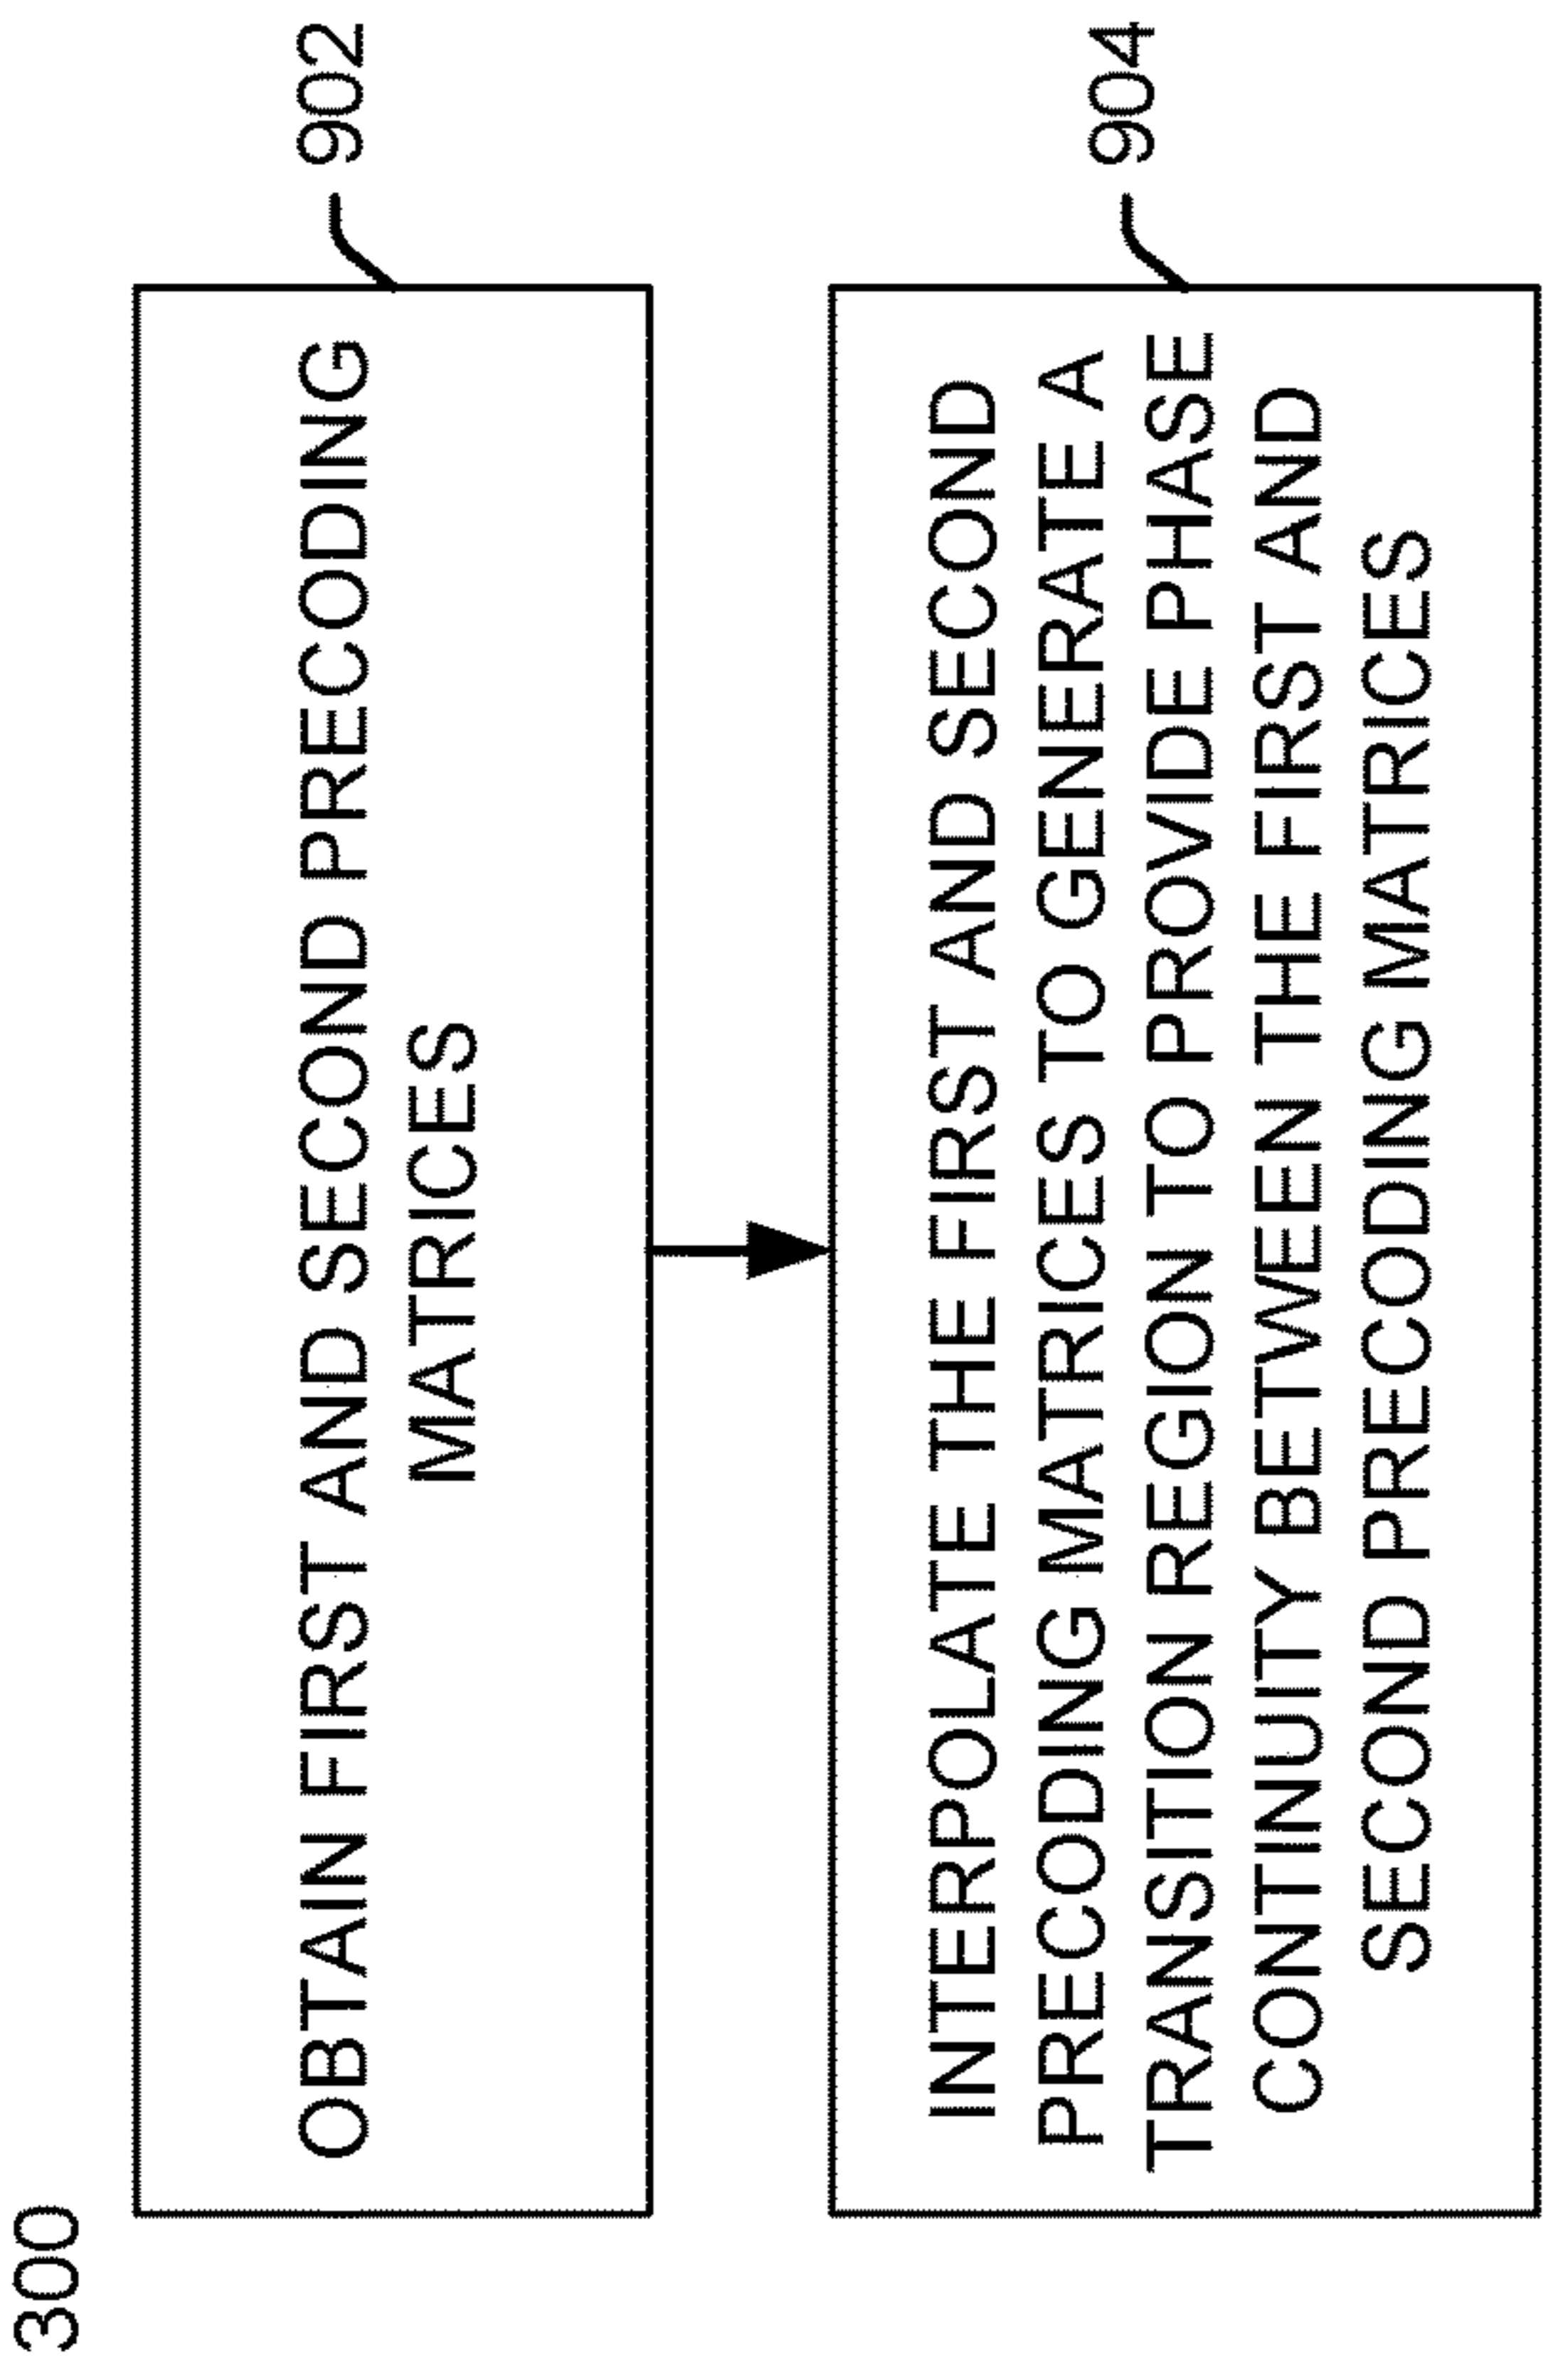 300
OBTAIN FIRST AND SECOND PRECODING
MATRICES
902
INTERPOLATE THE FIRST AND SECOND
PRECODING MATRICES TO GENERATE A
TRANSITION REGION TO PROVIDE PHASE
CONTINUITY BETWEEN THE FIRST AND
SECOND PRECODING MATRICES
904